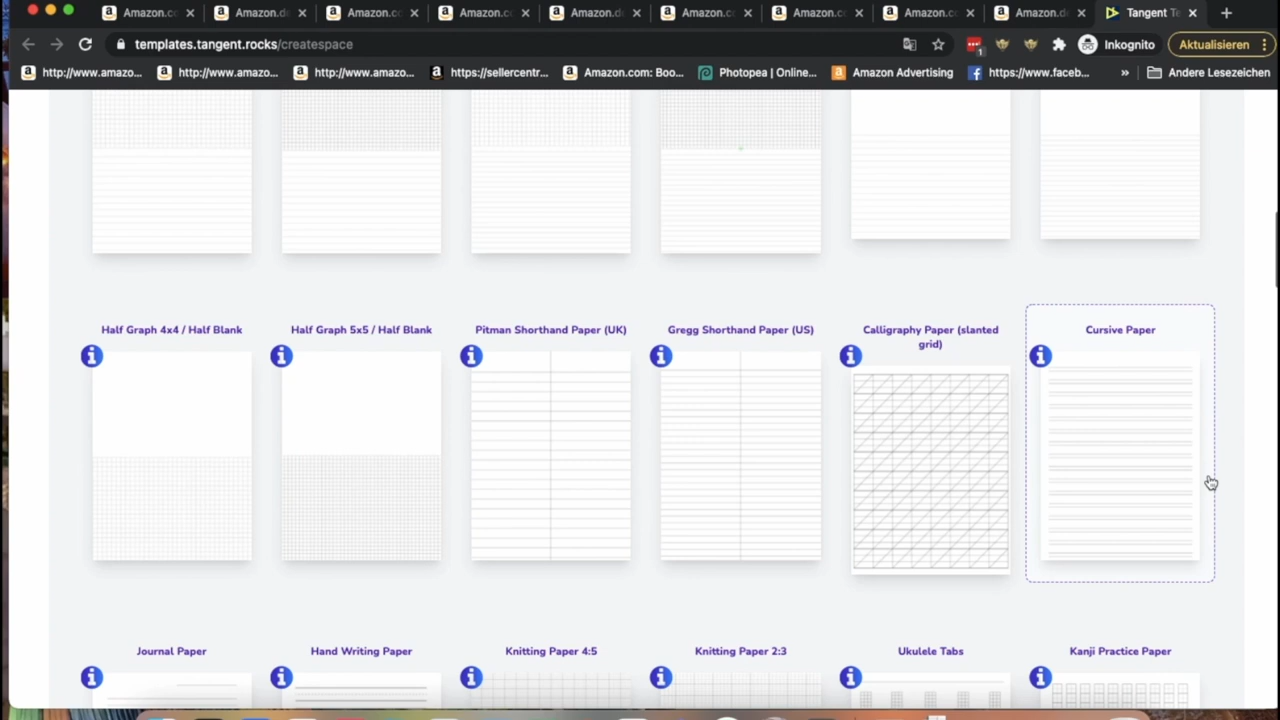 Amazon.c
Amazon.d
Amazon.co
Amazon.c
Amazon.d
Amazon.c
Amazon.c
Amazon.co
Amazon.d
Tangent Te
templates.tangent.rocks/createspace
1
Inkognito
Aktualisieren
http://www.amazo...
http://www.amazo...
http://www.amazo...
https://sellercentr...
Amazon.com: Boo...
Photopea | Online...
Amazon Advertising
https://www.faceb...
»
Andere Lesezeichen
Half Graph 4x4 / Half Blank
Half Graph 5x5 / Half Blank
Pitman Shorthand Paper (UK)
Gregg Shorthand Paper (US)
Calligraphy Paper (slanted
grid)
Cursive Paper
Journal Paper
Hand Writing Paper
Knitting Paper 4:5
Knitting Paper 2:3
Ukulele Tabs
Kanji Practice Paper